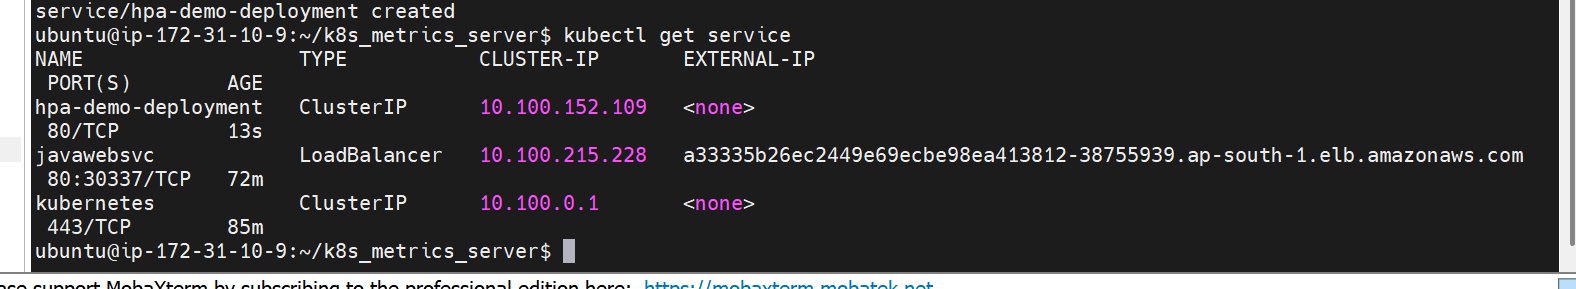 service/hpa-demo-deployment created
ubuntu@ip-172-31-10-9:~/k8s_metrics_server$ kubectl get service
NAME TYPE CLUSTER-IP EXTERNAL-IP
PORT(S) AGE
hpa-demo-deployment ClusterIP 10.100.152.109 <none>
80/TCP 13s
javawebsvc LoadBalancer 10.100.215.228 a33335b26ec2449e69ecbe98ea413812-38755939.ap-south-1.elb.amazonaws.com
80:30337/TCP 72m
kubernetes ClusterIP 10.100.0.1 <none>
443/TCP 85m
ubuntu@ip-172-31-10-9:~/k8s_metrics_server$
support MobaXterm by subscribing to the professional edition here: https://mobaxterm.mobatek.net